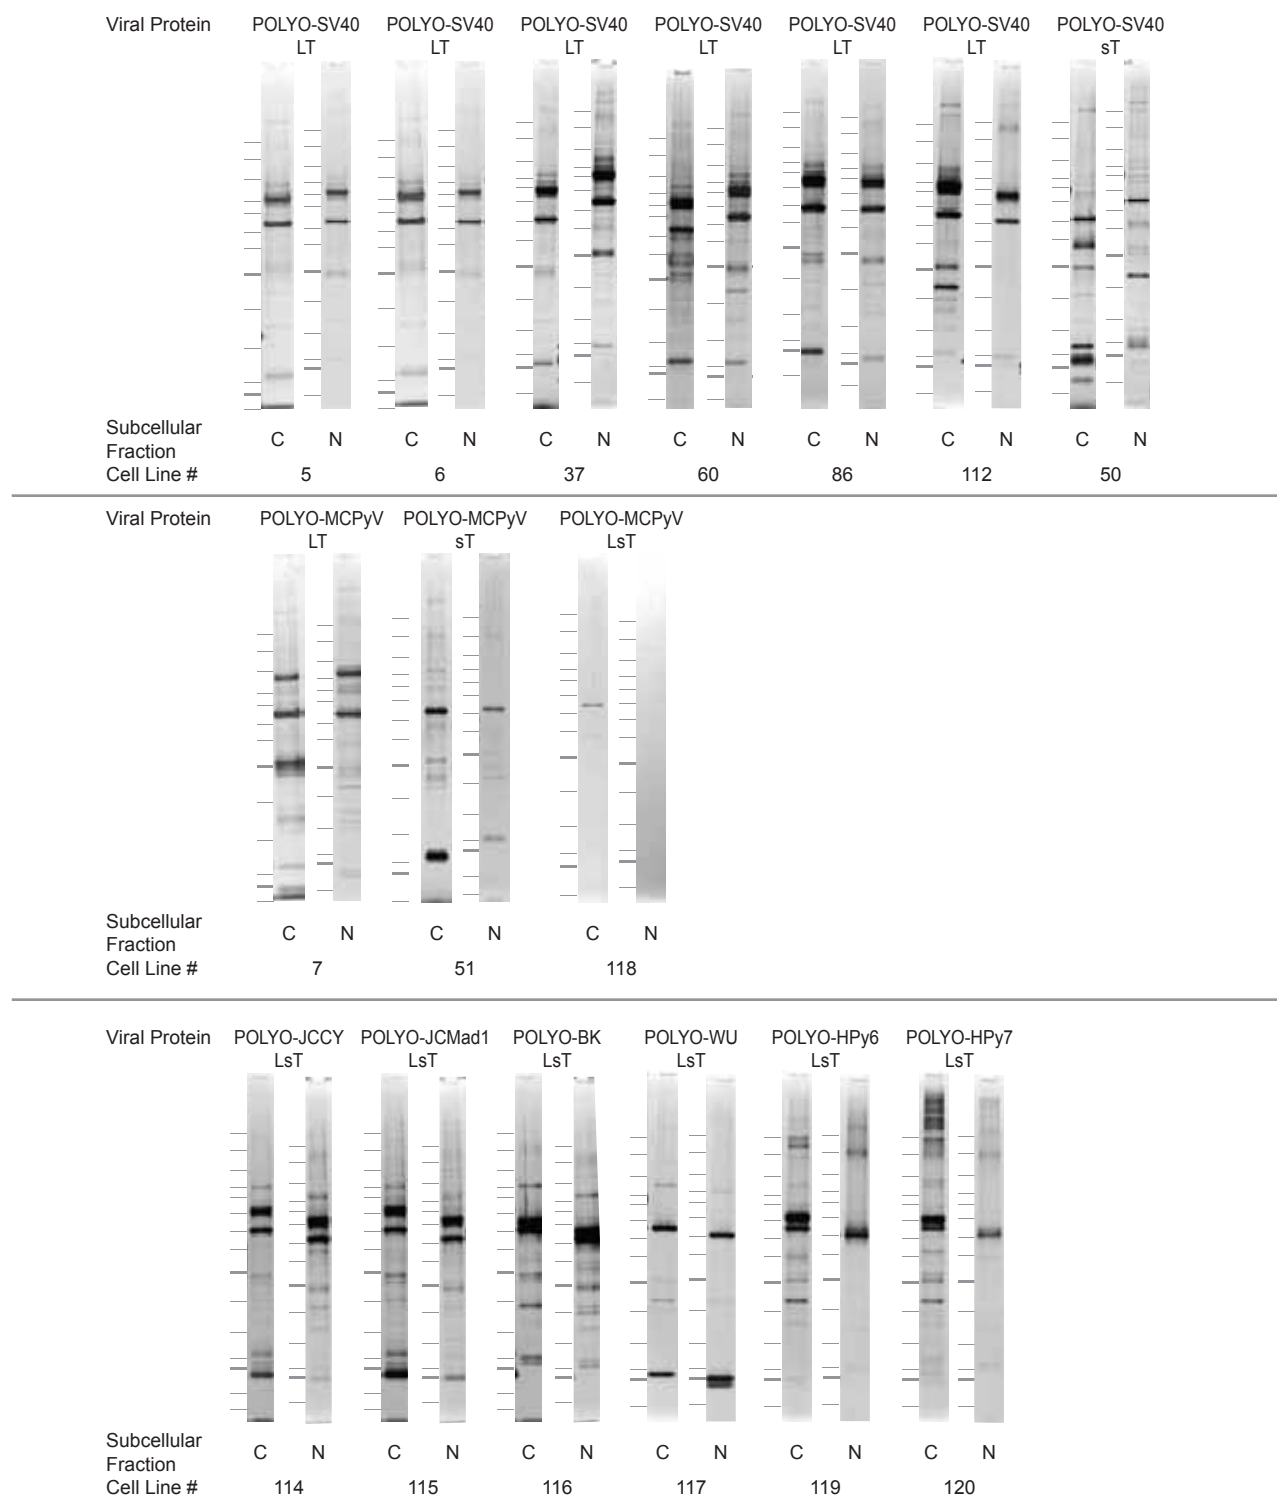 Viral Protein POLYO-SV40 POLYO-SV40 POLYO-SV40 POLYO-SV40 POLYO-SV40 POLYO-SV40 POLYO-SV40
LT LT LT LT LT LT sT
Subcellular
Fraction C N C N C N C N C N C N C N
Cell Line # 5 6 37 60 86 112 50
Viral Protein POLYO-MCPyV POLYO-MCPyV POLYO-MCPyV
LT sT LsT
Subcellular
Fraction C N C N C N
Cell Line # 7 51 118
Viral Protein POLYO-JCCY POLYO-JCMad1 POLYO-BK POLYO-WU POLYO-HPy6 POLYO-HPy7
LsT LsT LsT LsT LsT LsT
Subcellular
Fraction C N C N C N C N C N C N
Cell Line # 114 115 116 117 119 120